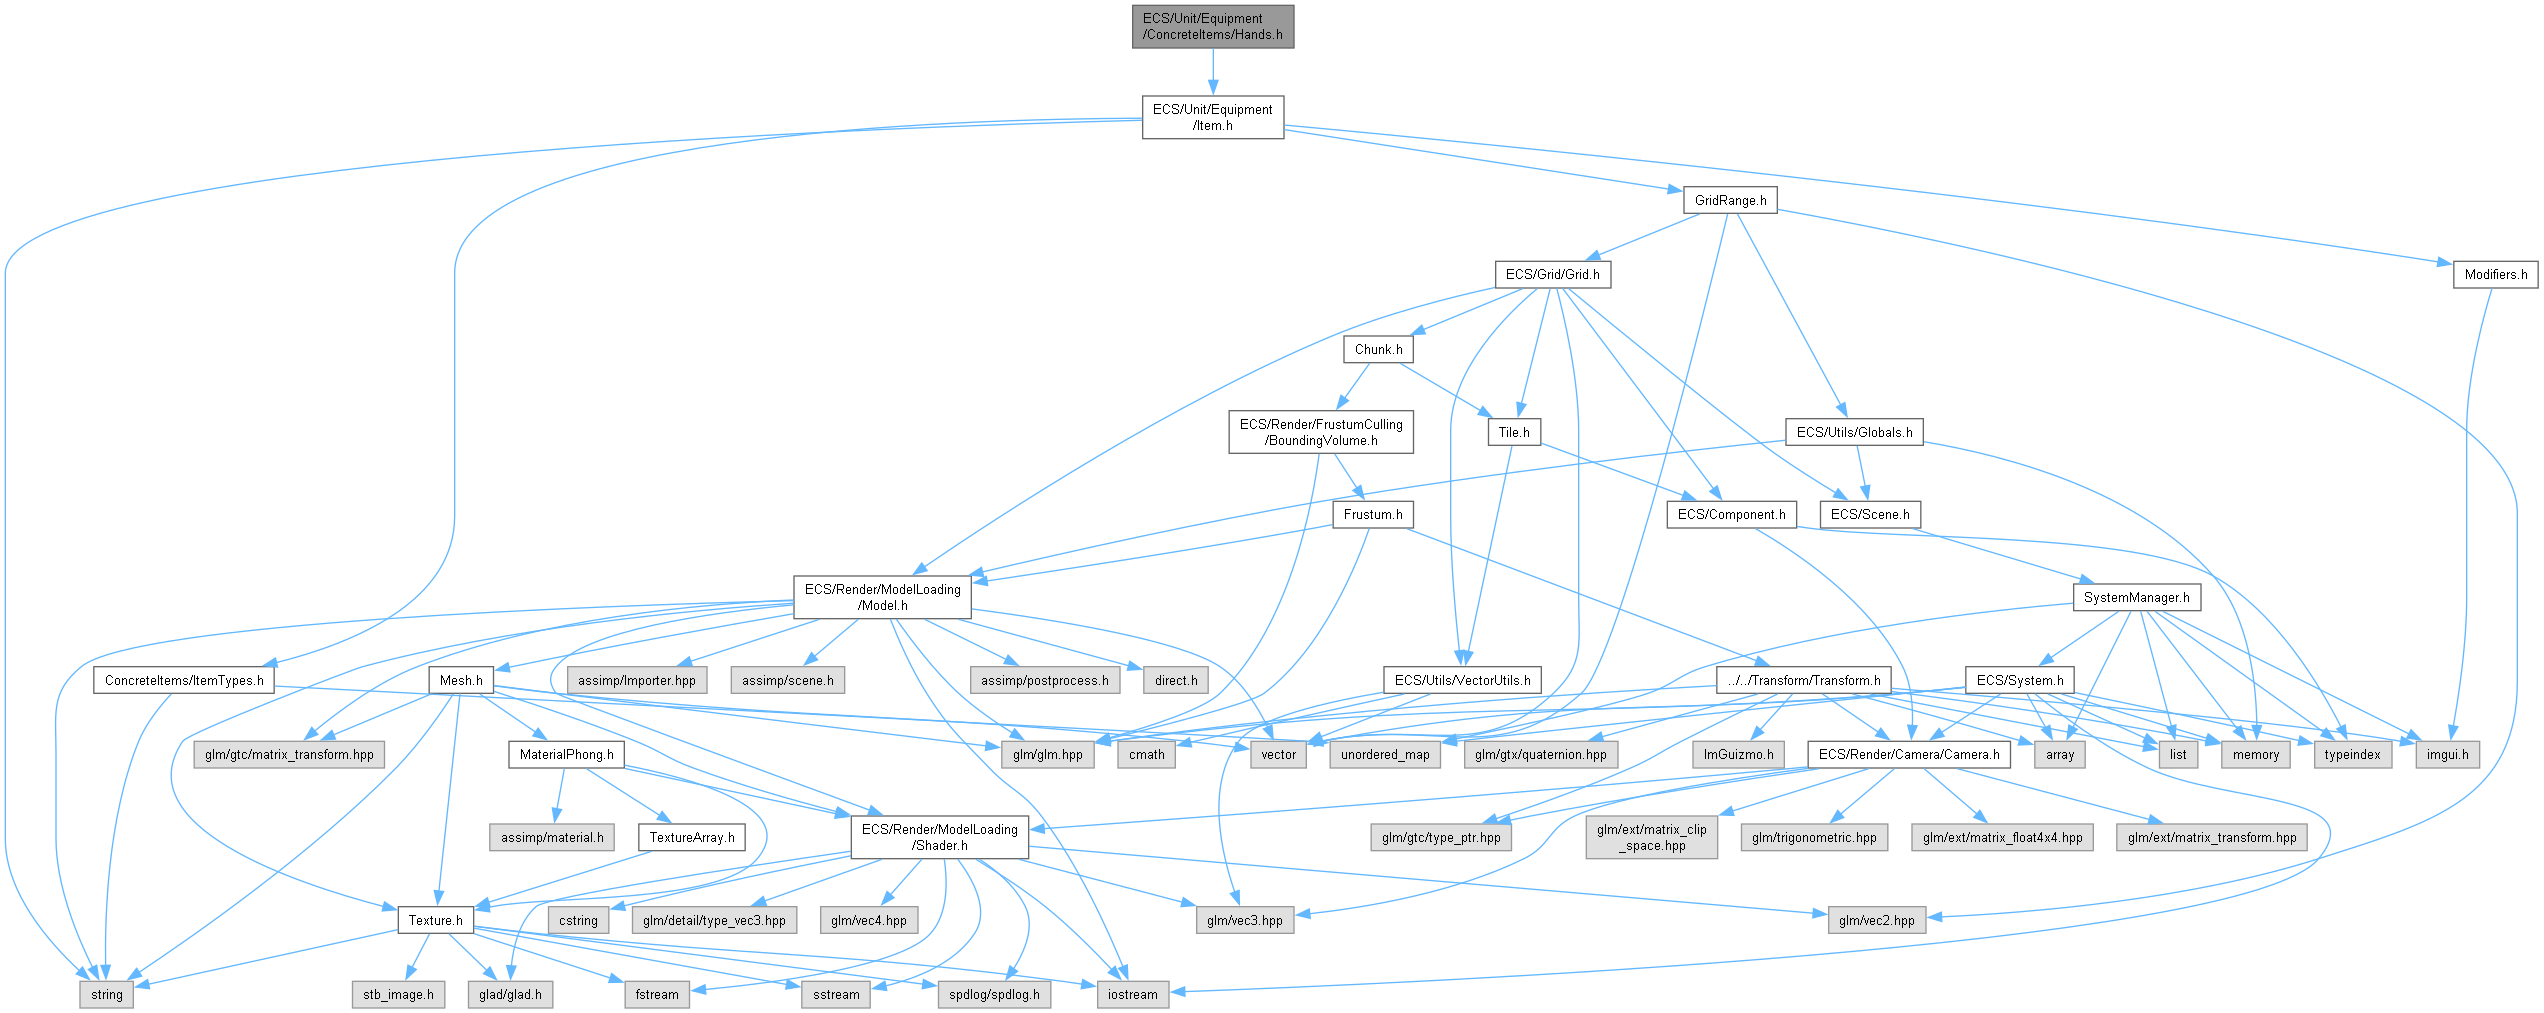 ECS/Unit/Equipment
/ConcreteItems/Hands.h
ECS/Unit/Equipment
/Item.h
GridRange.h
ECS/Grid/Grid.h
Modifiers.h
Chunk.h
ECS/Render/FrustumCulling
/BoundingVolume.h
Tile.h
ECS/Utils/Globals.h
Frustum.h
ECS/Component.h
ECS/Scene.h
ECS/Render/ModelLoading
/Model.h
SystemManager.h
ConcreteItems/ItemTypes.h
Mesh.h
assimp/Importer.hpp
assimp/scene.h
assimp/postprocess.h
direct.h
ECS/Utils/VectorUtils.h
../../Transform/Transform.h
ECS/System.h
glm/gtc/matrix_transform.hpp
MaterialPhong.h
glm/glm.hpp
cmath
vector
unordered_map
glm/gtx/quaternion.hpp
ImGuizmo.h
ECS/Render/Camera/Camera.h
array
list
memory
typeindex
imgui.h
assimp/material.h
TextureArray.h
ECS/Render/ModelLoading
/Shader.h
glm/gtc/type_ptr.hpp
glm/ext/matrix_clip
_space.hpp
glm/trigonometric.hpp
glm/ext/matrix_float4x4.hpp
glm/ext/matrix_transform.hpp
Texture.h
cstring
glm/detail/type_vec3.hpp
glm/vec4.hpp
glm/vec3.hpp
glm/vec2.hpp
string
stb_image.h
glad/glad.h
fstream
sstream
spdlog/spdlog.h
iostream